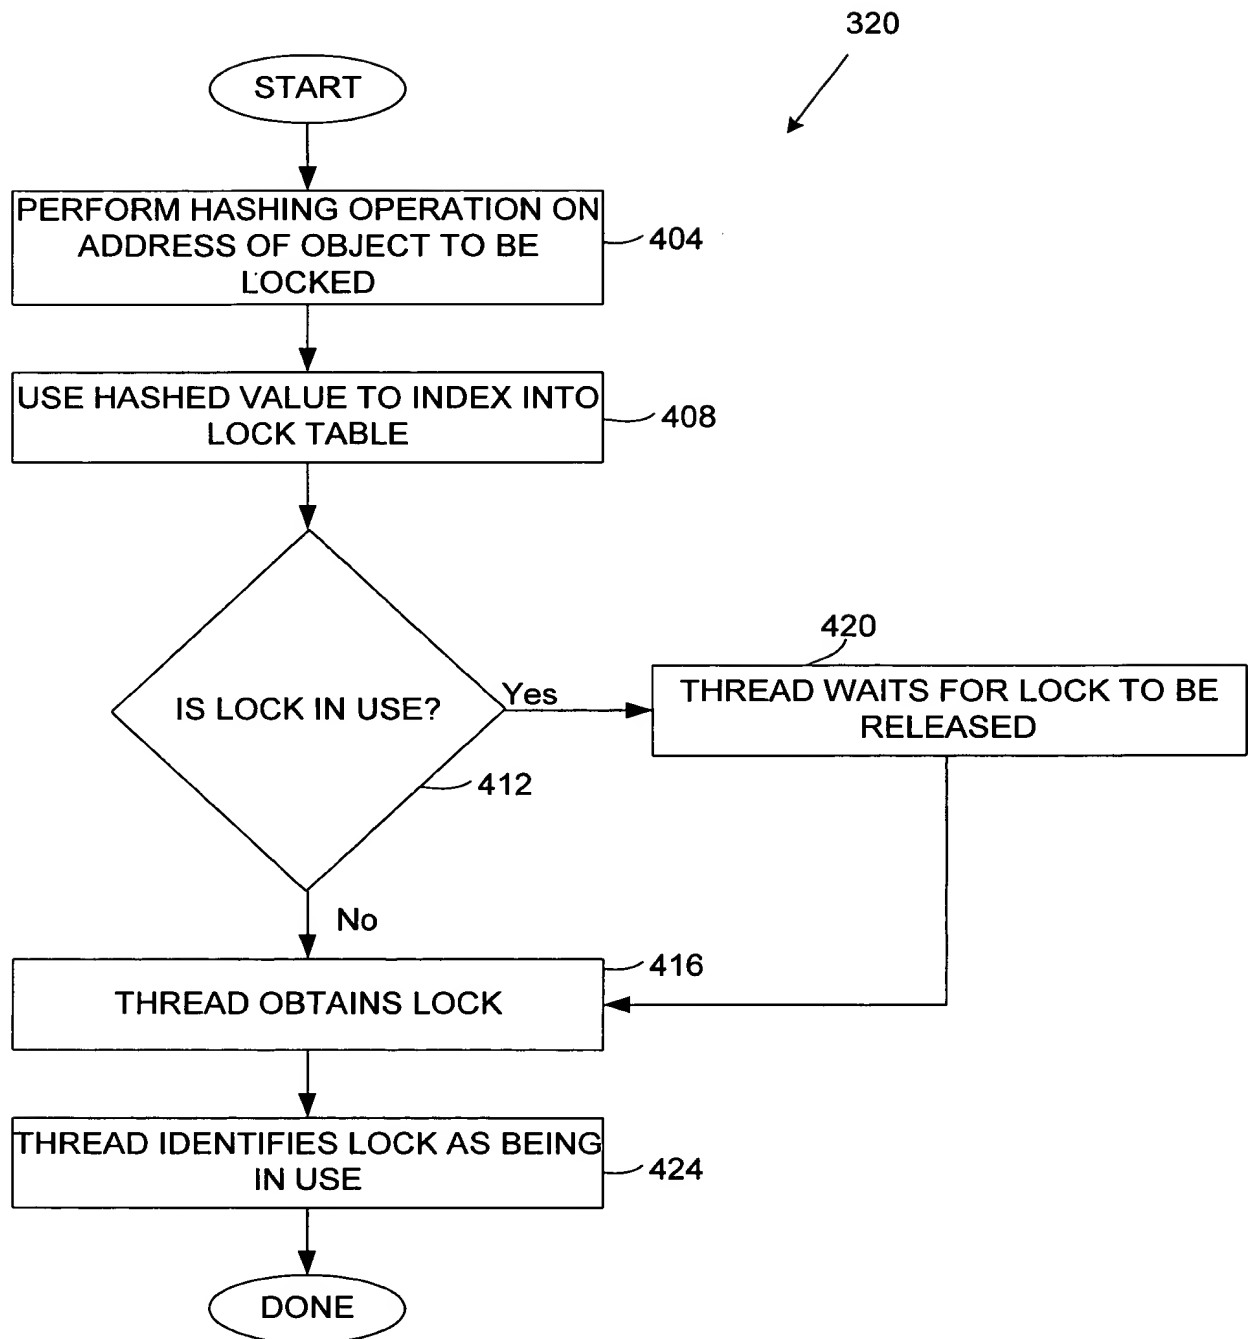 320
START
PERFORM HASHING OPERATION ON
ADDRESS OF OBJECT TO BE
LOCKED
404
USE HASHED VALUE TO INDEX INTO
LOCK TABLE
408
IS LOCK IN USE?
Yes
412
420
THREAD WAITS FOR LOCK TO BE
RELEASED
No
416
THREAD OBTAINS LOCK
THREAD IDENTIFIES LOCK AS BEING
IN USE
424
DONE